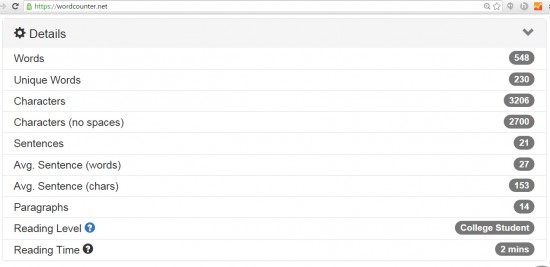 https://wordcounter.net
Details
Words 548
Unique Words 230
Characters 3206
Characters (no spaces) 2700
Sentences 21
Avg. Sentence (words) 27
Avg. Sentence (chars) 153
Paragraphs 14
Reading Level ? College Student
Reading Time ? 2 mins